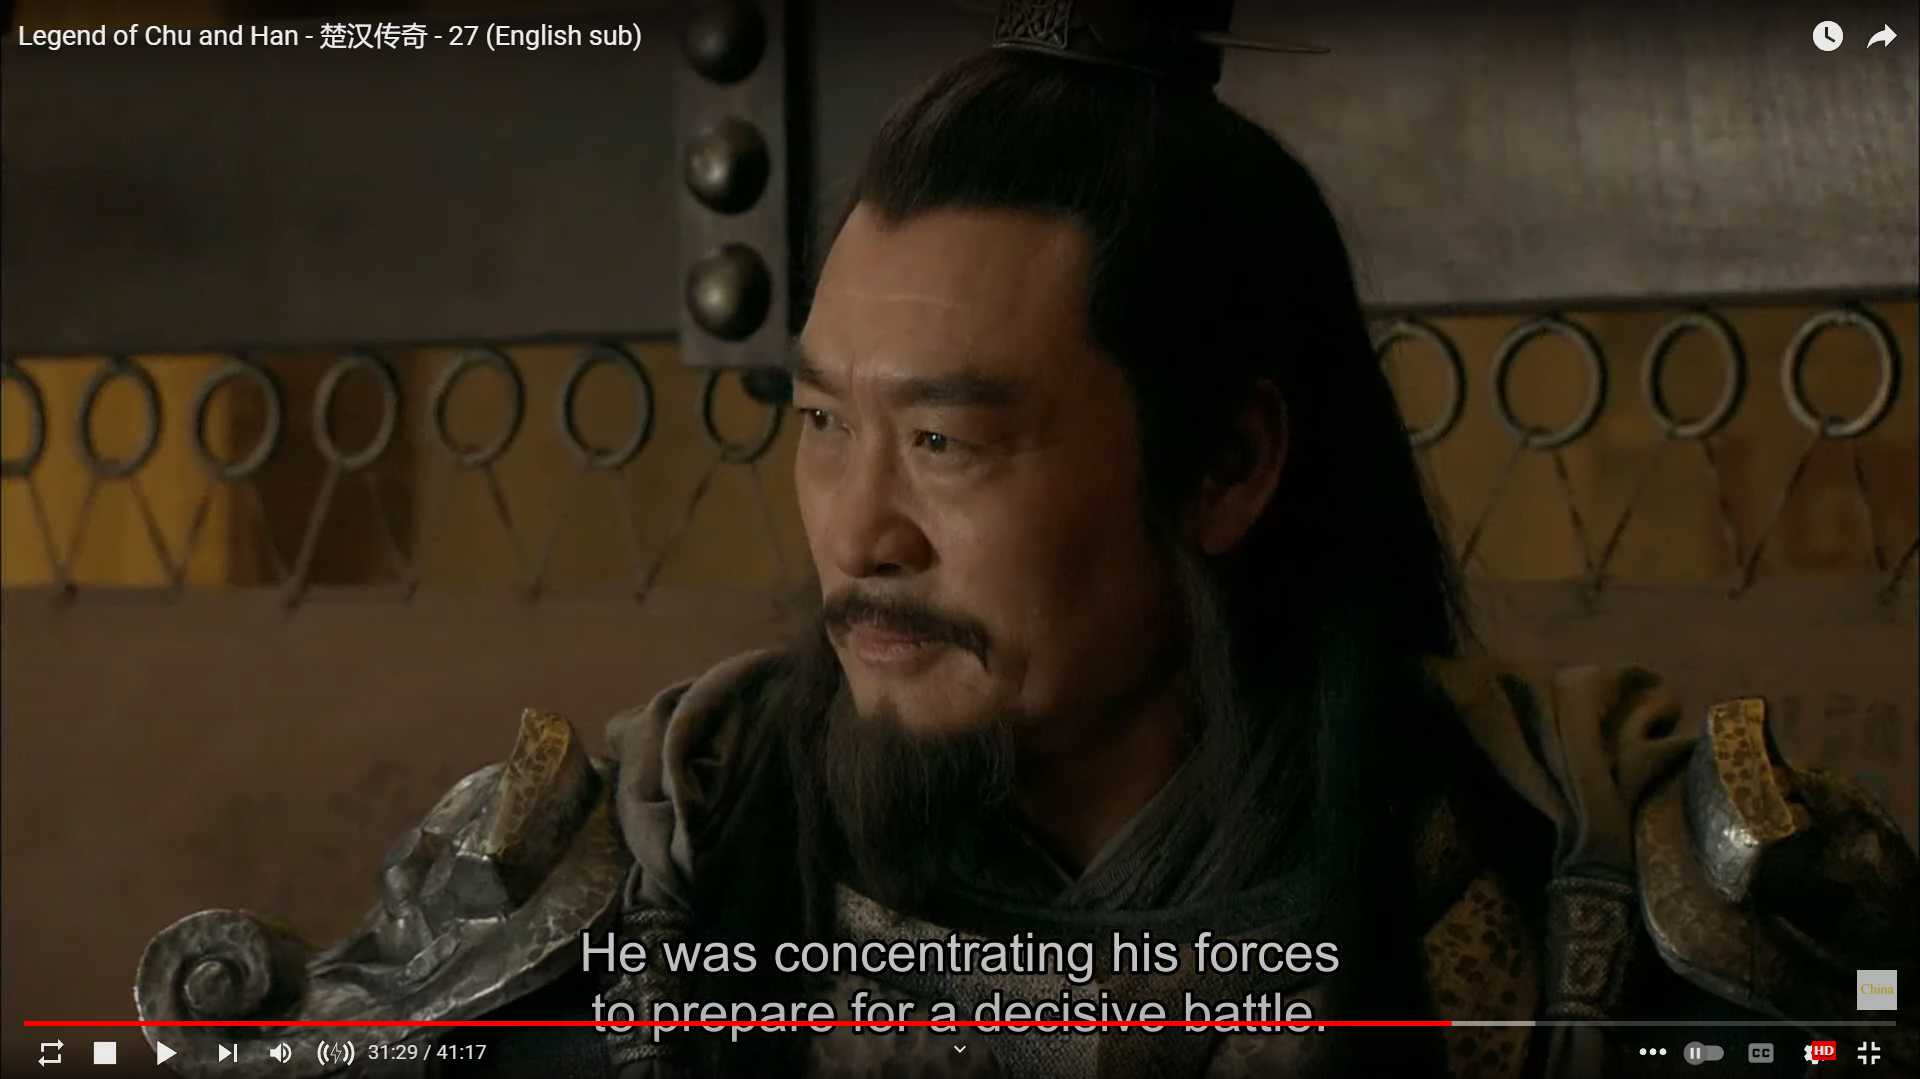 Legend of Chu and Han - 楚汉传奇 - 27 (English sub)
He was concentrating his forces
to prepare for a decisive battle.
China
31:29 / 41:17
CC
HD